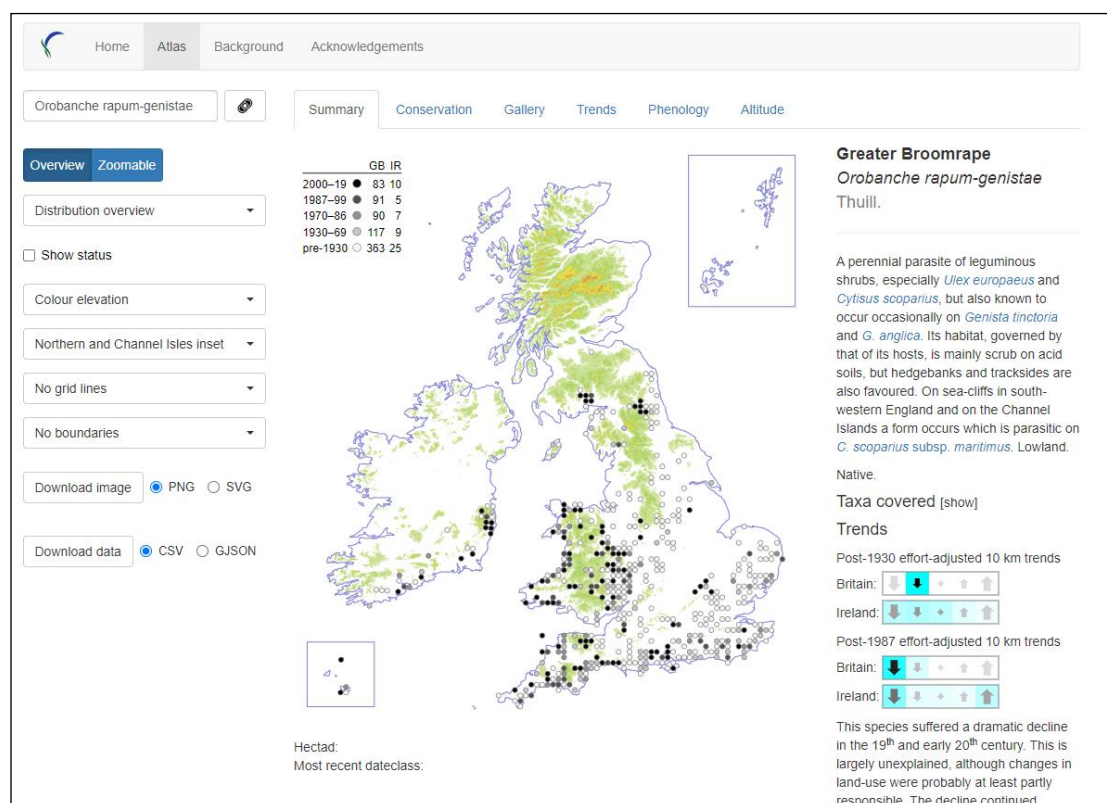 Home Atlas Background Acknowledgements
Orobanche rapum-genistae
Summary Conservation Gallery Trends Phenology Altitude
Overview Zoomable
Distribution overview
Show status
Colour elevation
Northern and Channel Isles inset
No grid lines
No boundaries
Download image PNG SVG
Download data CSV GJSON
GB IR
2000–19 83 10
1987–99 91 5
1970–86 90 7
1930–69 117 9
pre-1930 363 25
Hectad:
Most recent dateclass:
Greater Broomrape
Orobanche rapum-genistae
Thuill.
A perennial parasite of leguminous
shrubs, especially Ulex europaeus and
Cytisus scoparius, but also known to
occur occasionally on Genista tinctoria
and G. anglica. Its habitat, governed by
that of its hosts, is mainly scrub on acid
soils, but hedgebanks and tracksides are
also favoured. On sea-cliffs in south-
western England and on the Channel
Islands a form occurs which is parasitic on
C. scoparius subsp. maritimus. Lowland.
Native.
Taxa covered [show]
Trends
Post-1930 effort-adjusted 10 km trends
Britain:
Ireland:
Post-1987 effort-adjusted 10 km trends
Britain:
Ireland:
This species suffered a dramatic decline
in the 19th and early 20th century. This is
largely unexplained, although changes in
land-use were probably at least partly
responsible. The decline continued